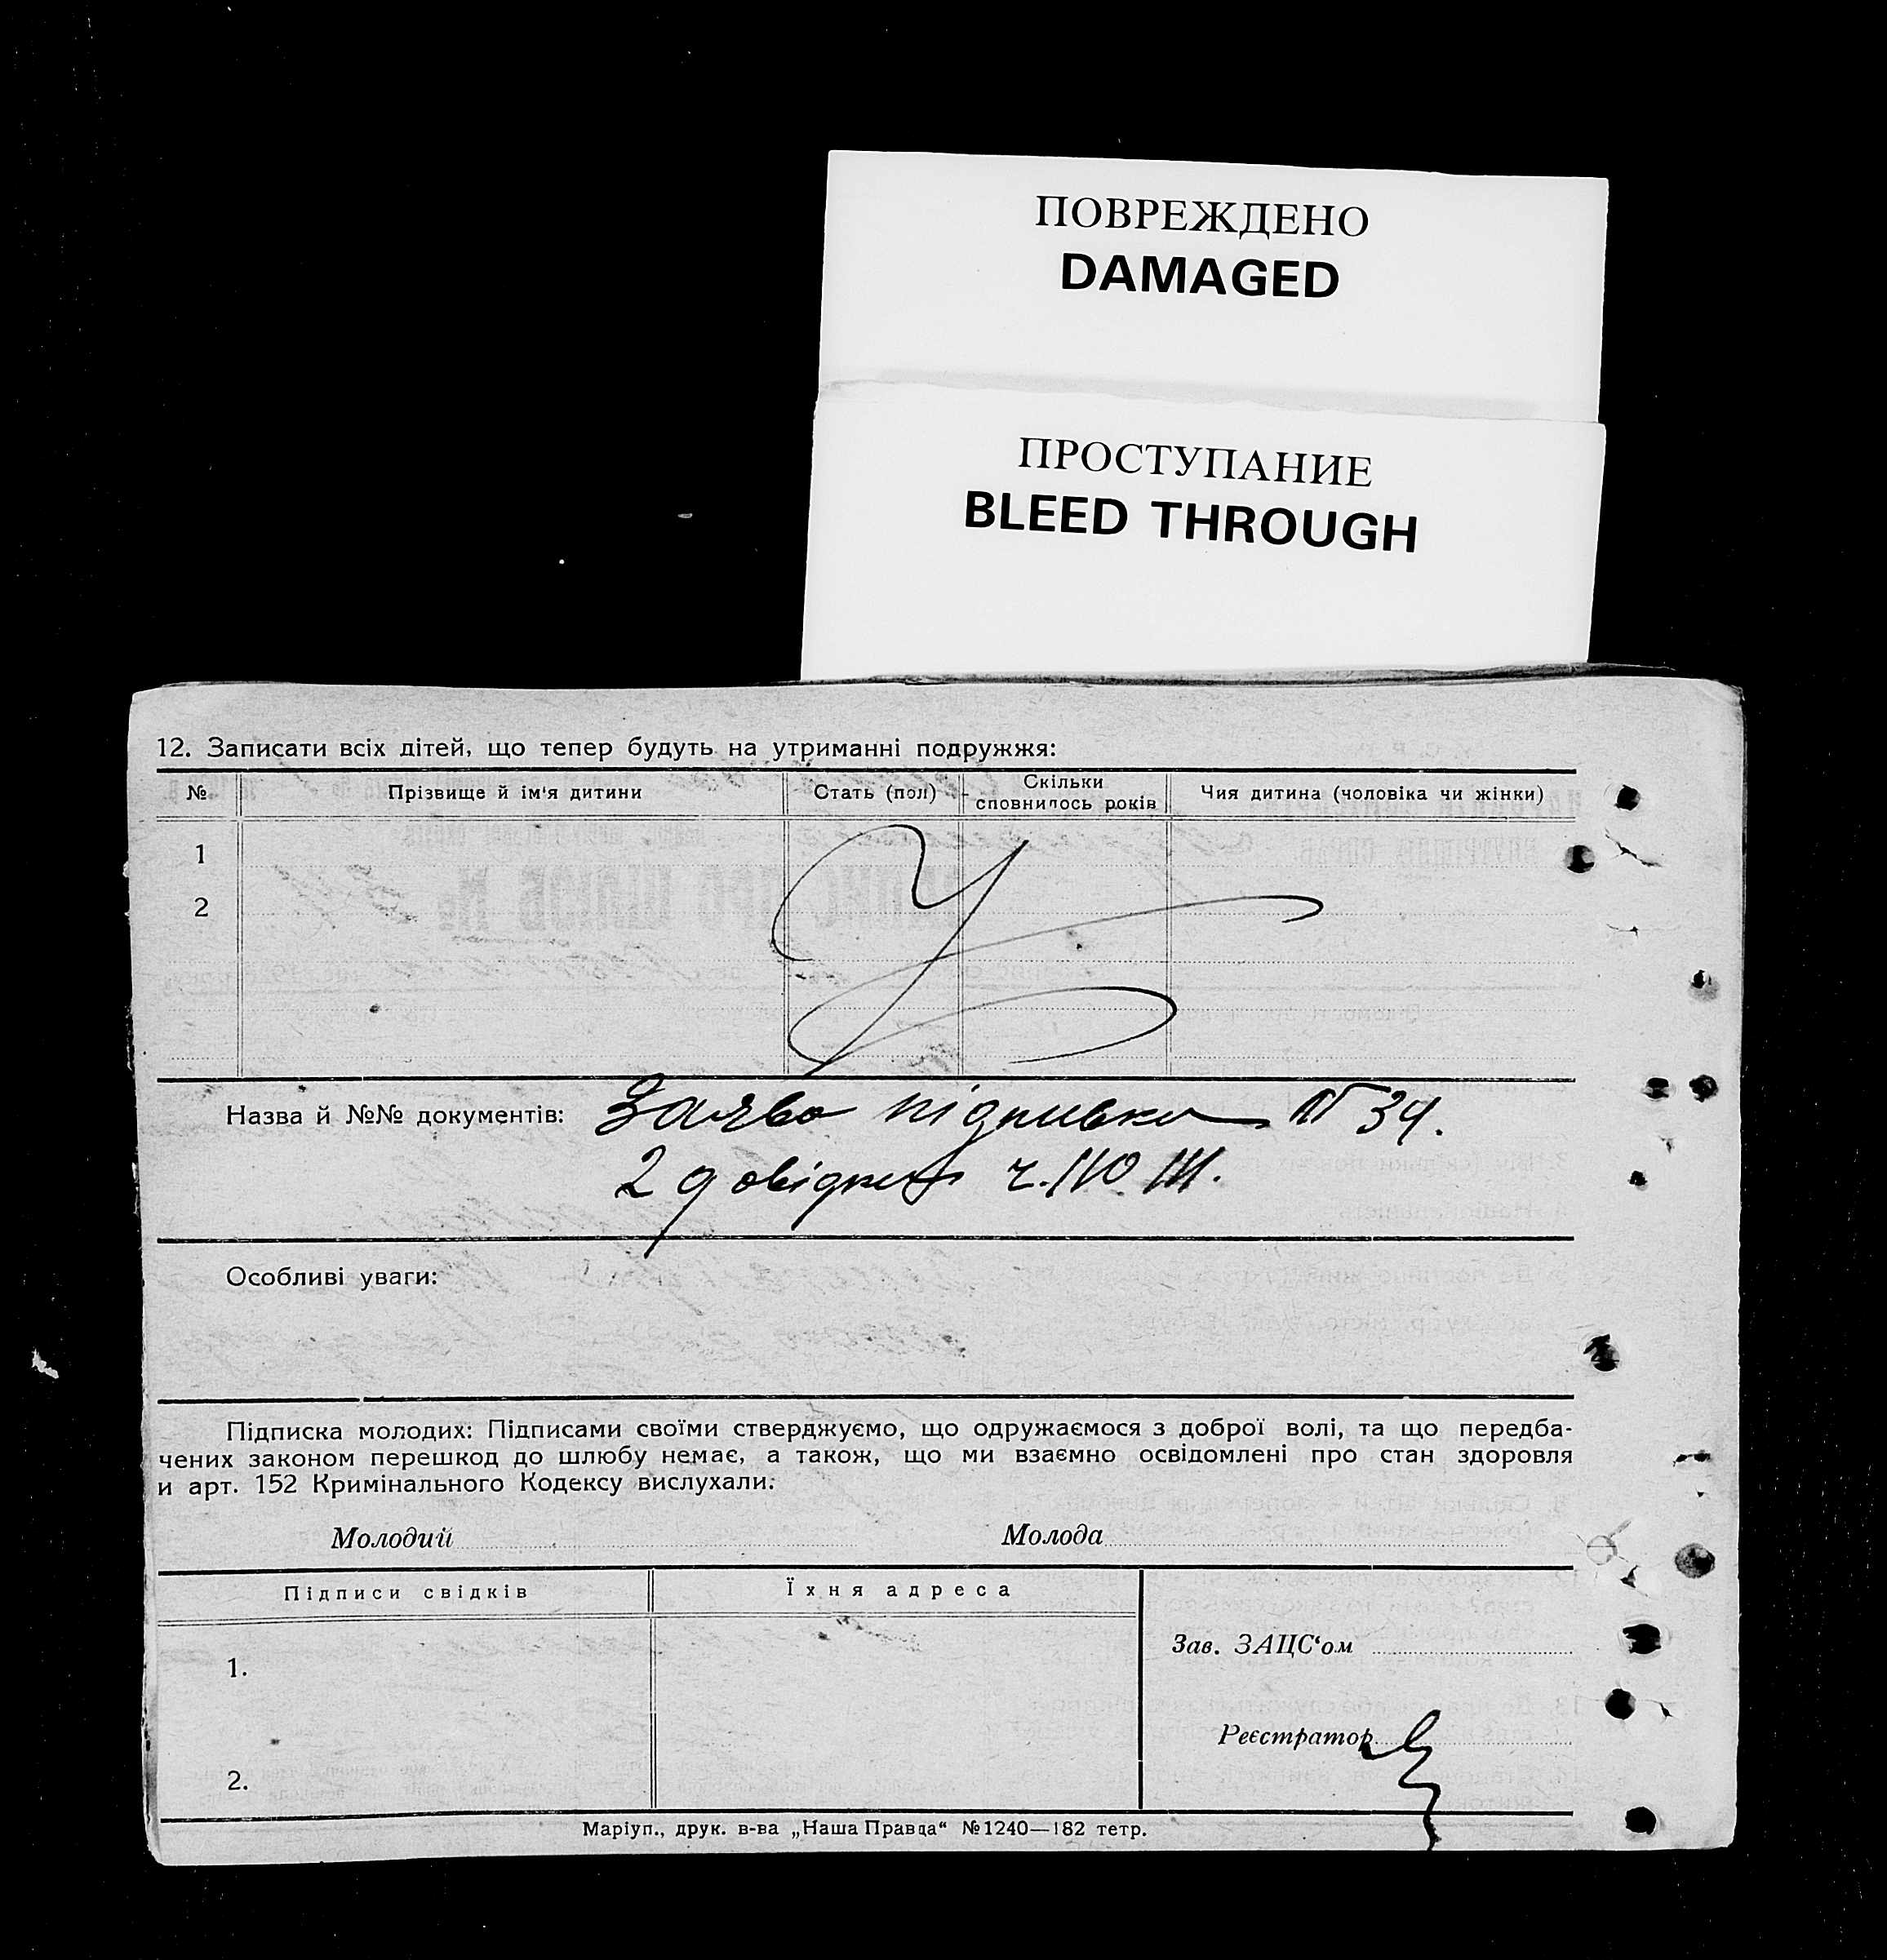 ПОВРЕЖДЕНО
DAMAGED
ПРОСТУПАНИЕ
BLEED THROUGH
12. Записати всіх дітей, що тепер будуть на утриманні подружжя:
№ Прізвище й ім'я дитини Стать (пол) Скільки сповнилось років Чия дитина (чоловіка чи жінки)
1
2
Назва й №№ документів: Заява підписка № 34.
2 довідки ч.
Особливі уваги:
Підписка молодих: Підписами своїми стверджуємо, що одружаємося з доброї волі, та що передба-
чених законом перешкод до шлюбу немає, а також, що ми взаємно освідомлені про стан здоровля
и арт. 152 Кримінального Кодексу вислухали.
Молодий Молода
Підписи свідків Їхня адреса
Зав. ЗАЦС'ом
1.
Реєстратор
2.
Маріуп., друк. в-ва „Наша Правда“ №1240—182 тетр.